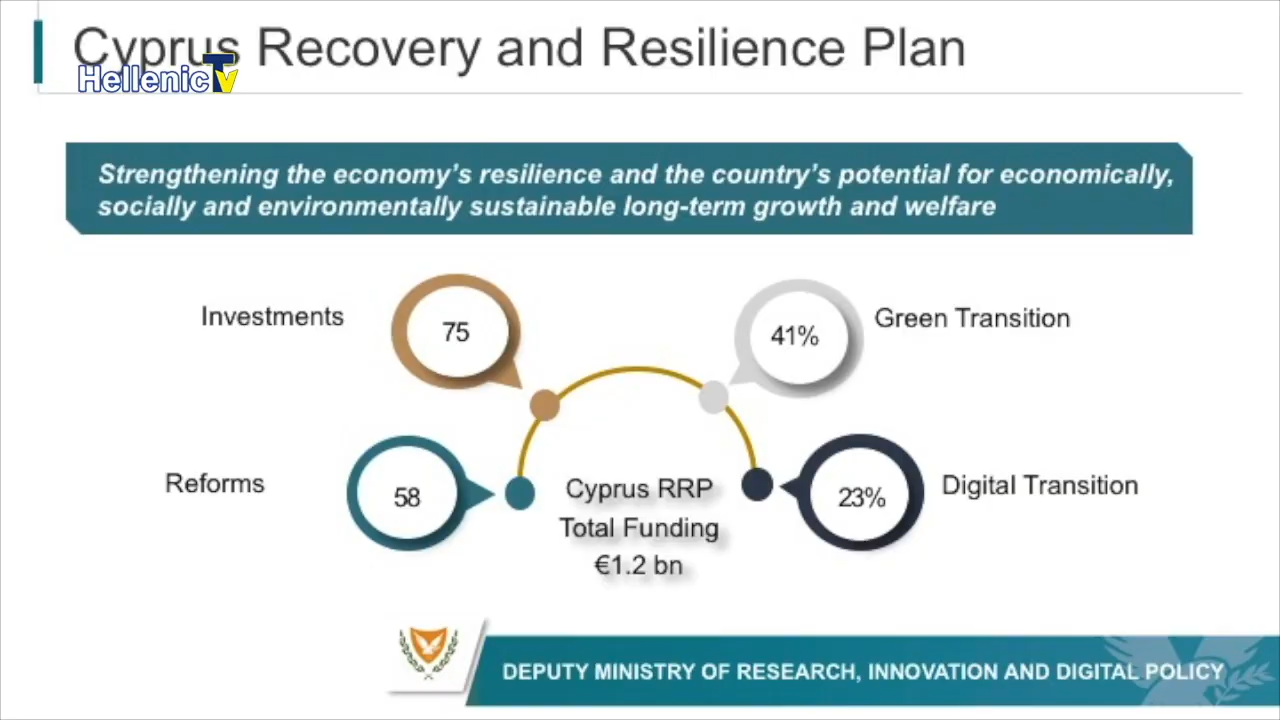 Cyprus Recovery and Resilience Plan
HellenicTv
Strengthening the economy's resilience and the country's potential for economically,
socially and environmentally sustainable long-term growth and welfare
Investments
75
41%
Green Transition
Reforms
58
Cyprus RRP
Total Funding
€1.2 bn
23%
Digital Transition
DEPUTY MINISTRY OF RESEARCH, INNOVATION AND DIGITAL POLICY